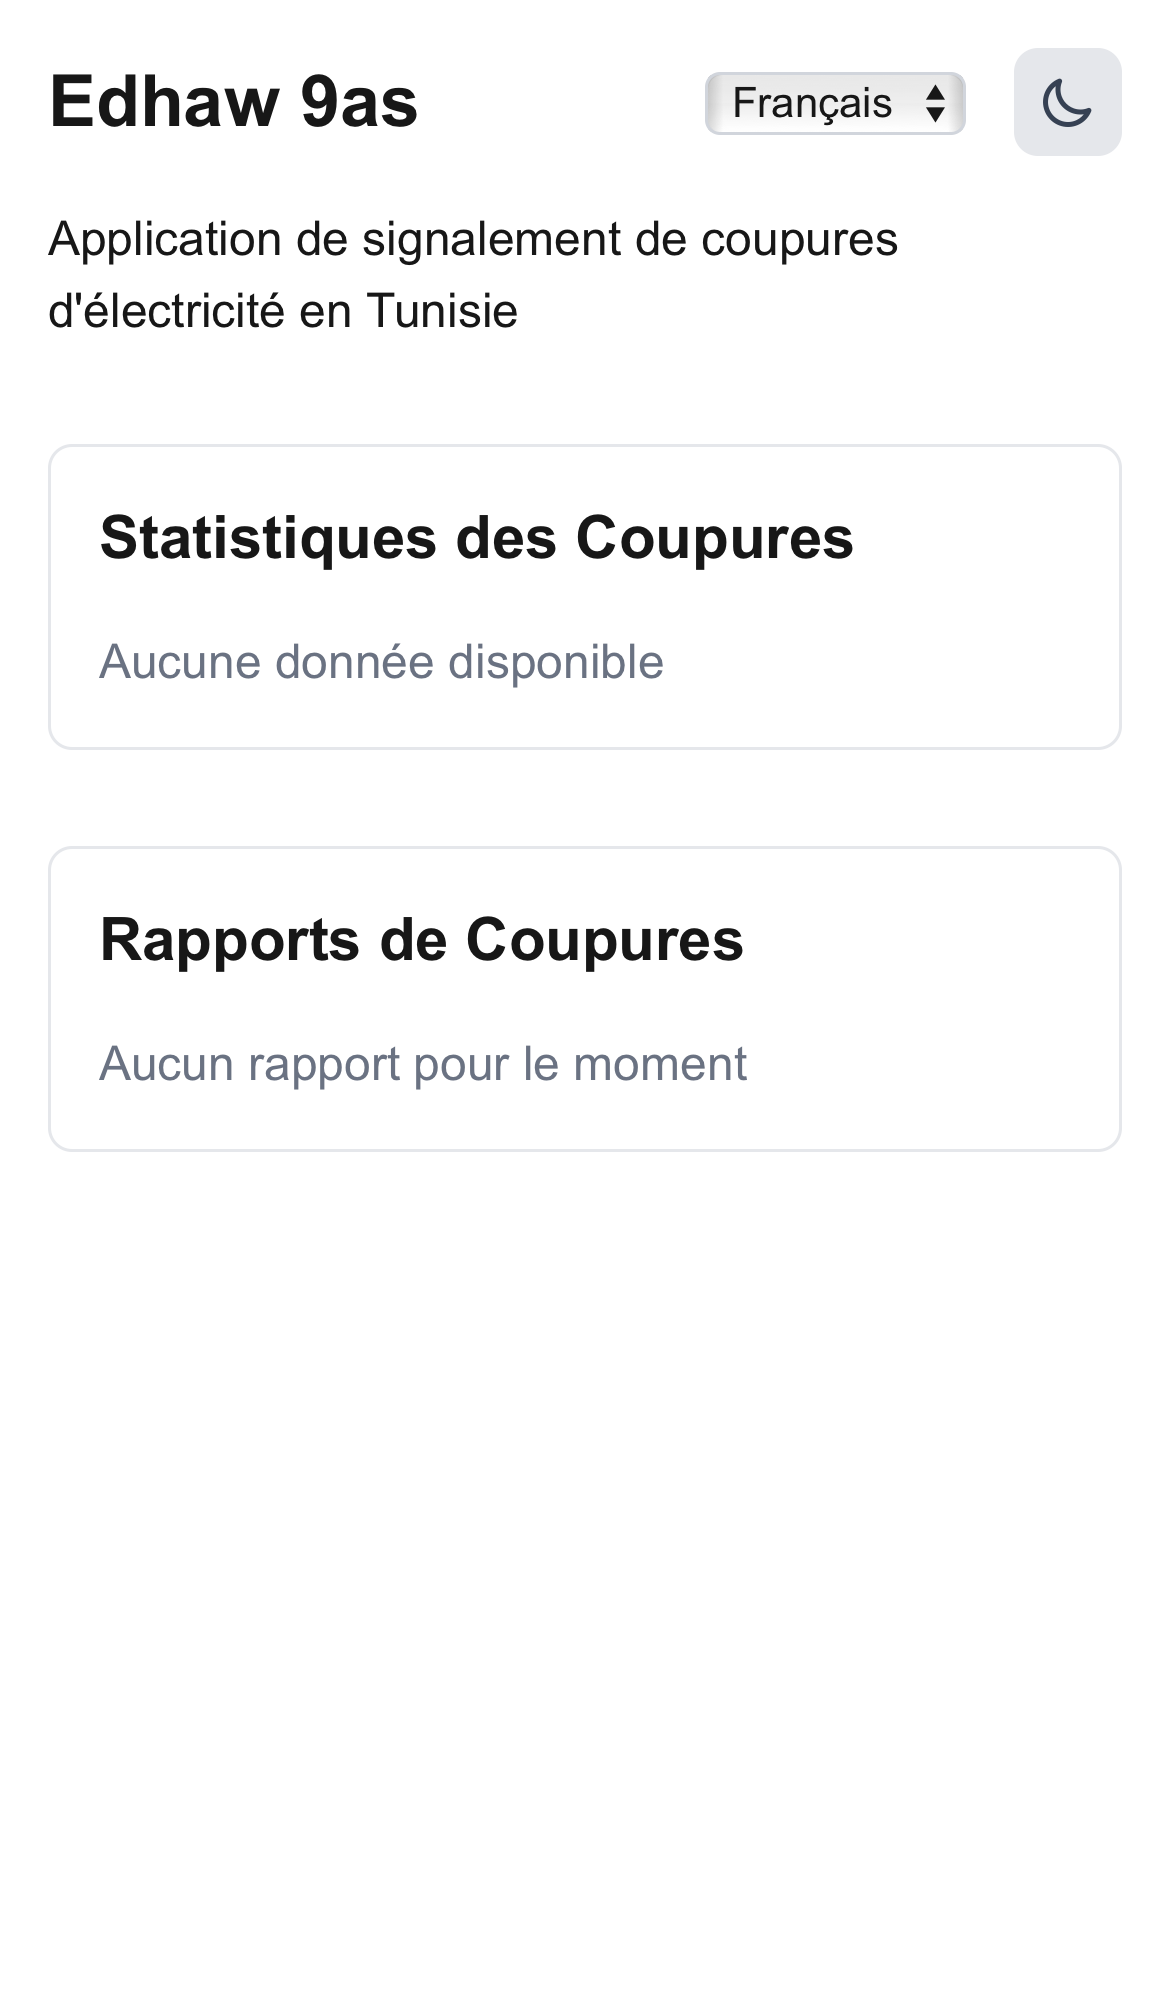 Edhaw 9as
Français
Application de signalement de coupures
d'électricité en Tunisie
Statistiques des Coupures
Aucune donnée disponible
Rapports de Coupures
Aucun rapport pour le moment